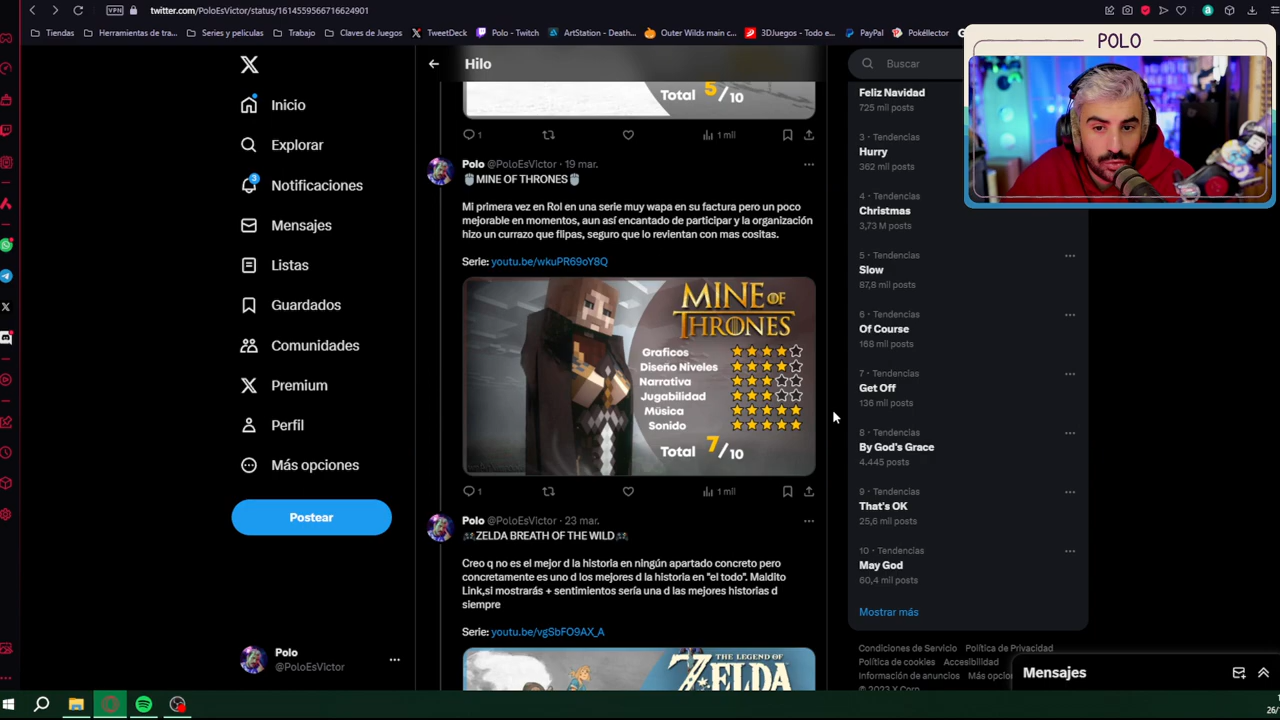 twitter.com/PoloEsVictor/status/1614559566716624901
VPN
Tiendas
Herramientas de tra...
Series y peliculas
Trabajo
Claves de Juegos
TweetDeck
Polo - Twitch
ArtStation - Death...
Outer Wilds main c...
3DJuegos - Todo e...
PayPal
Pokéllector
POLO
Inicio
Explorar
3
Notificaciones
Mensajes
Listas
Guardados
Comunidades
Premium
Perfil
Más opciones
Postear
Polo
@PoloEsVictor
Hilo
Total 5/10
1
1 mil
Polo @PoloEsVictor · 19 mar.
MINE OF THRONES
Mi primera vez en Rol en una serie muy wapa en su factura pero un poco
mejorable en momentos, aun así encantado de participar y la organización
hizo un currazo que flipas, seguro que lo revientan con mas cositas.
Serie: youtu.be/wkuPR69oY8Q
MINE OF
THRONES
Graficos
Diseño Niveles
Narrativa
Jugabilidad
Música
Sonido
Total 7/10
1
1 mil
Polo @PoloEsVictor · 23 mar.
ZELDA BREATH OF THE WILD
Creo q no es el mejor d la historia en ningún apartado concreto pero
concretamente es uno d los mejores d la historia en "el todo". Maldito
Link,si mostrarás + sentimientos sería una d las mejores historias d
siempre
Serie: youtu.be/vgSbFO9AX_A
THE LEGEND OF
ZELDA
Buscar
Feliz Navidad
725 mil posts
3 · Tendencias
Hurry
362 mil posts
4 · Tendencias
Christmas
3,73 M posts
5 · Tendencias
Slow
87,8 mil posts
6 · Tendencias
Of Course
168 mil posts
7 · Tendencias
Get Off
136 mil posts
8 · Tendencias
By God's Grace
4.445 posts
9 · Tendencias
That's OK
25,6 mil posts
10 · Tendencias
May God
60,4 mil posts
Mostrar más
Condiciones de Servicio Política de Privacidad
Política de cookies Accesibilidad
Información de anuncios Más opcio
© 2023 X Corp.
Mensajes
26/